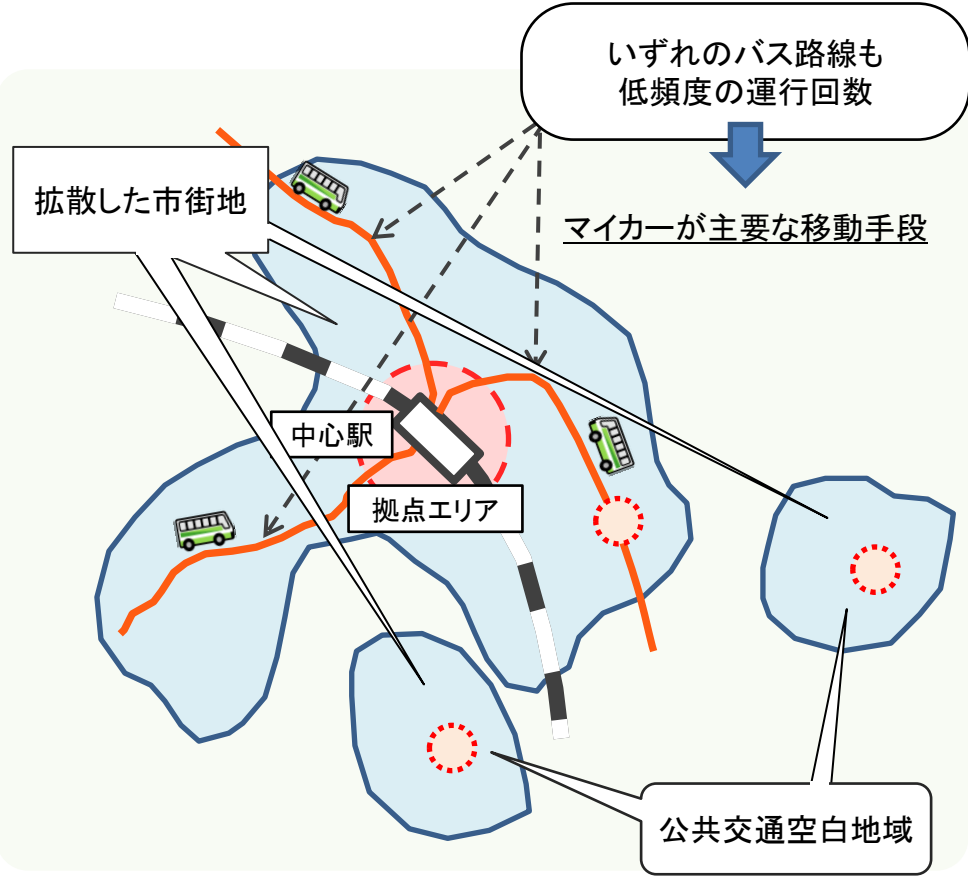 いずれのバス路線も
低頻度の運行回数
拡散した市街地
マイカーが主要な移動手段
中心駅
拠点エリア
公共交通空白地域